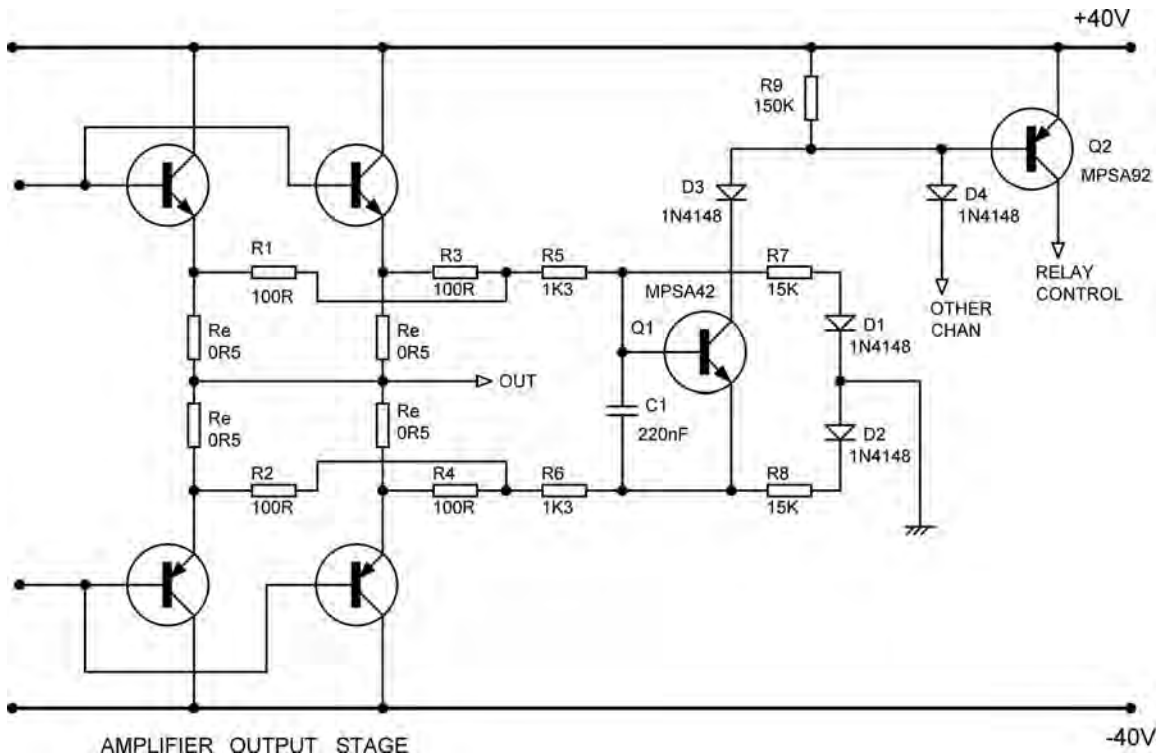 +40V
R9
150K
Q2
MPSA92
D3
1N4148
D4
1N4148
R1
100R
R3
100R
R5
1K3
R7
15K
RELAY
CONTROL
MPSA42
Q1
OTHER
CHAN
D1
1N4148
Re
0R5
Re
0R5
OUT
Re
0R5
Re
0R5
C1
220nF
D2
1N4148
R2
100R
R4
100R
R6
1K3
R8
15K
-40V
AMPLIFIER OUTPUT STAGE